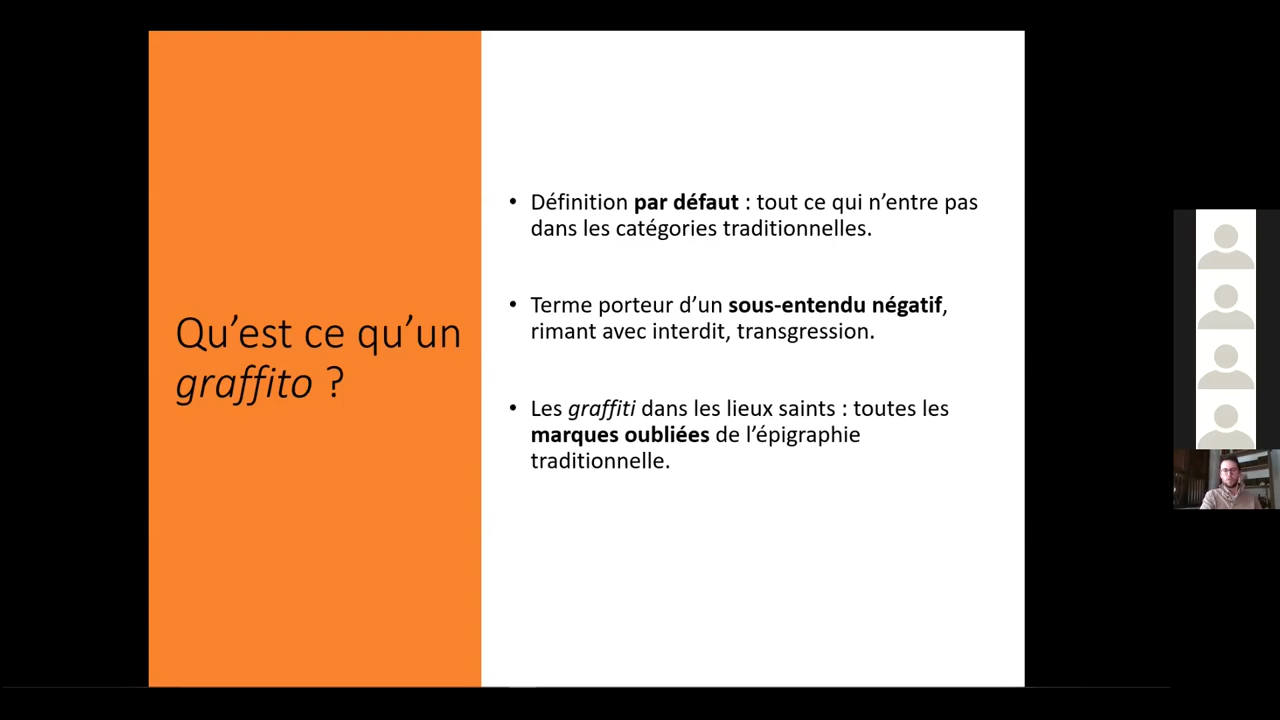 Qu’est ce qu’un
graffito ?
• Définition par défaut : tout ce qui n’entre pas
dans les catégories traditionnelles.
• Terme porteur d’un sous-entendu négatif,
rimant avec interdit, transgression.
• Les graffiti dans les lieux saints : toutes les
marques oubliées de l’épigraphie
traditionnelle.